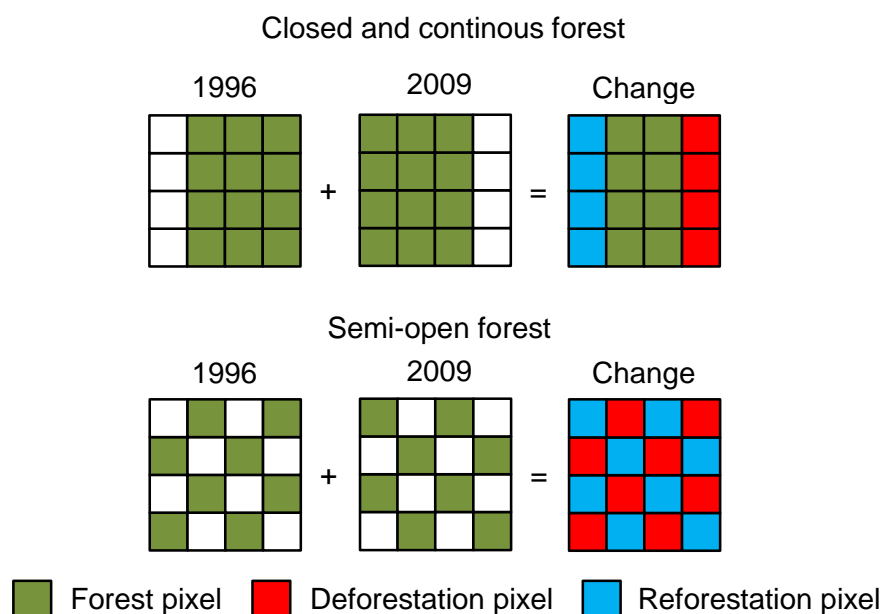 Closed and continous forest
1996 2009 Change
+ =
Semi-open forest
1996 2009 Change
+ =
Forest pixel Deforestation pixel Reforestation pixel